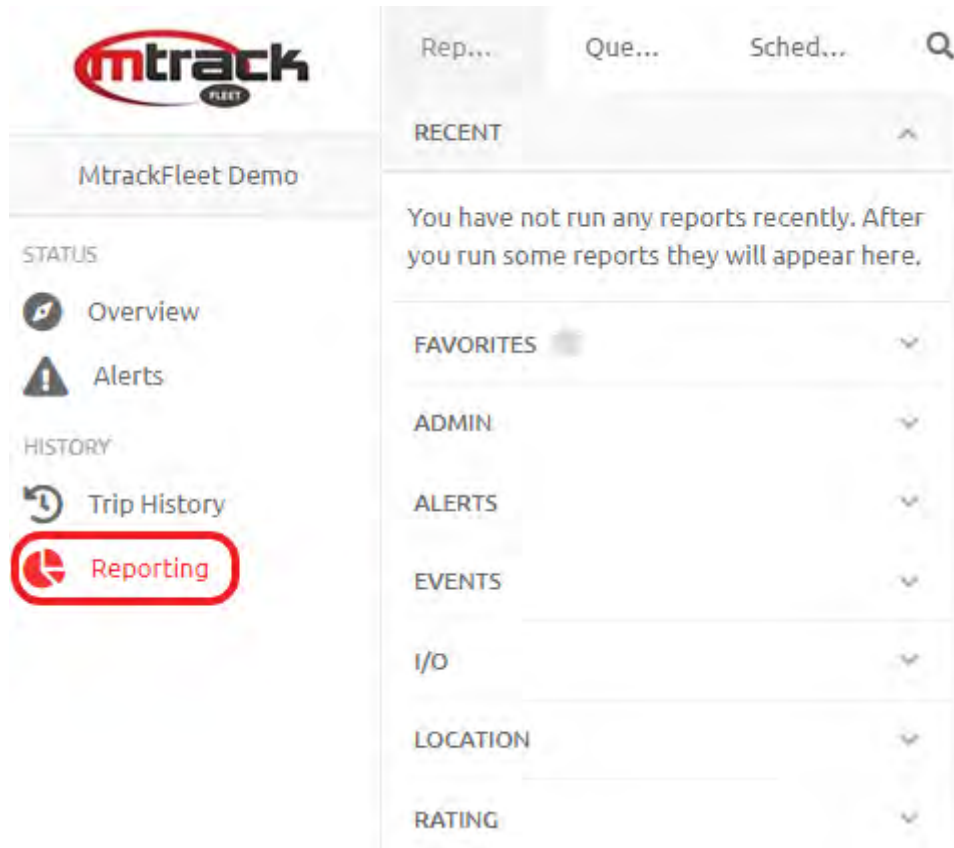 mtrack
FLEET
MtrackFleet Demo
STATUS
Overview
Alerts
HISTORY
Trip History
Reporting
Rep... Que... Sched...
RECENT
You have not run any reports recently. After
you run some reports they will appear here.
FAVORITES
ADMIN
ALERTS
EVENTS
I/O
LOCATION
RATING